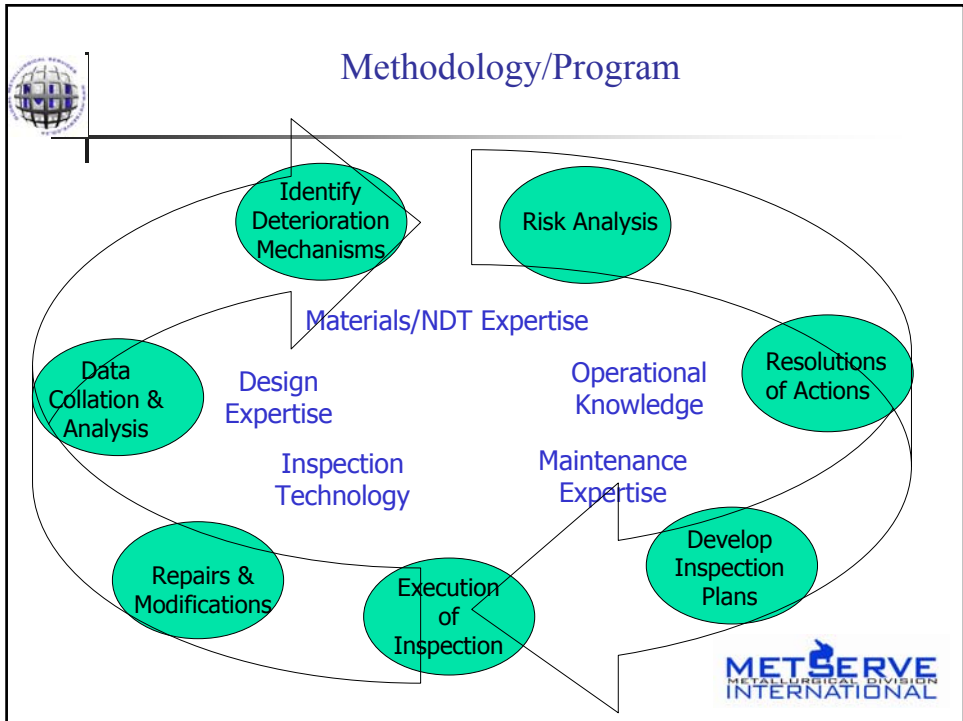 Methodology/Program
Identify
Deterioration
Mechanisms
Risk Analysis
Materials/NDT Expertise
Data
Collation &
Analysis
Design
Expertise
Operational
Knowledge
Resolutions
of Actions
Inspection
Technology
Maintenance
Expertise
Repairs &
Modifications
Execution
of
Inspection
Develop
Inspection
Plans
METSERVE
METALLURGICAL DIVISION
INTERNATIONAL